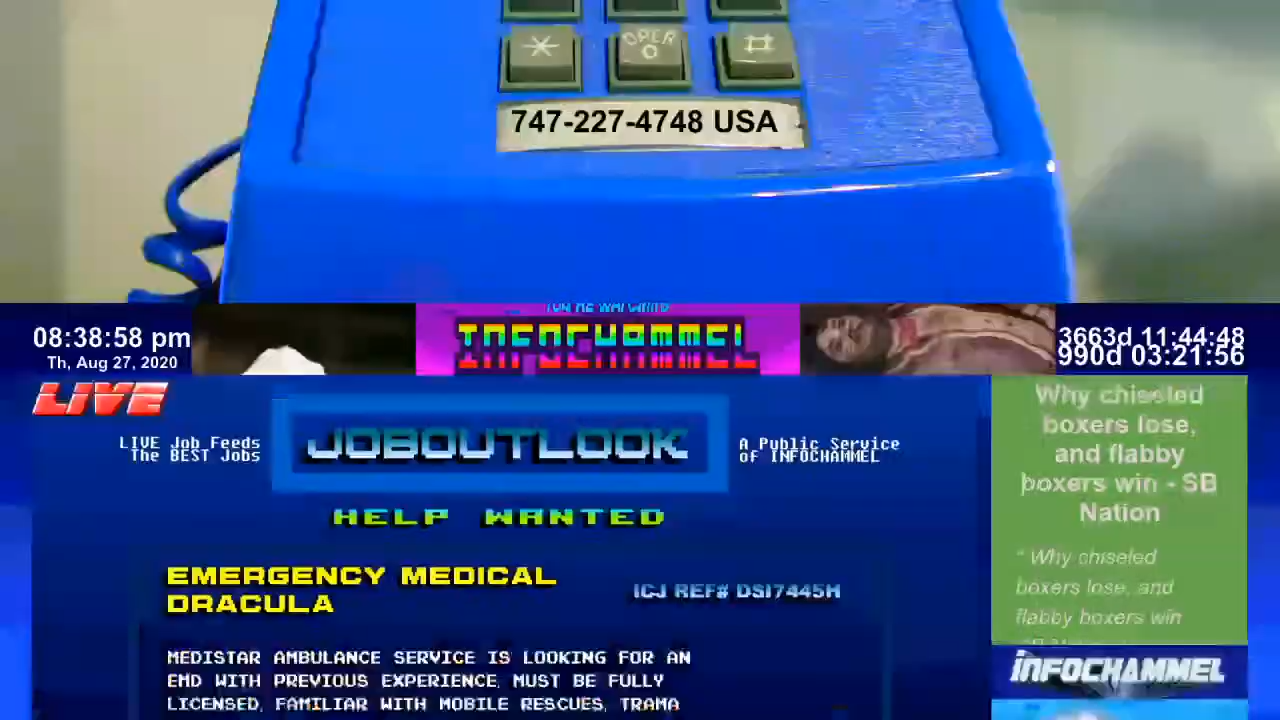 *
OPER
0
#
747-227-4748 USA
INFOCHAMMEL
08:38:58 pm
Th, Aug 27, 2020
3663d 11:44:48
990d 03:21:56
LIVE
LIVE Job Feeds
The BEST Jobs
JOBOUTLOOK
A Public Service
of INFOCHAMMEL
HELP WANTED
EMERGENCY MEDICAL
DRACULA
ICJ REF# DSI7445H
MEDISTAR AMBULANCE SERVICE IS LOOKING FOR AN
EMD WITH PREVIOUS EXPERIENCE, MUST BE FULLY
LICENSED, FAMILIAR WITH MOBILE RESCUES, TRAMA
Why chiseled
boxers lose,
and flabby
boxers win - SB
Nation
" Why chiseled
boxers lose, and
flabby boxers win
INFOCHAMMEL